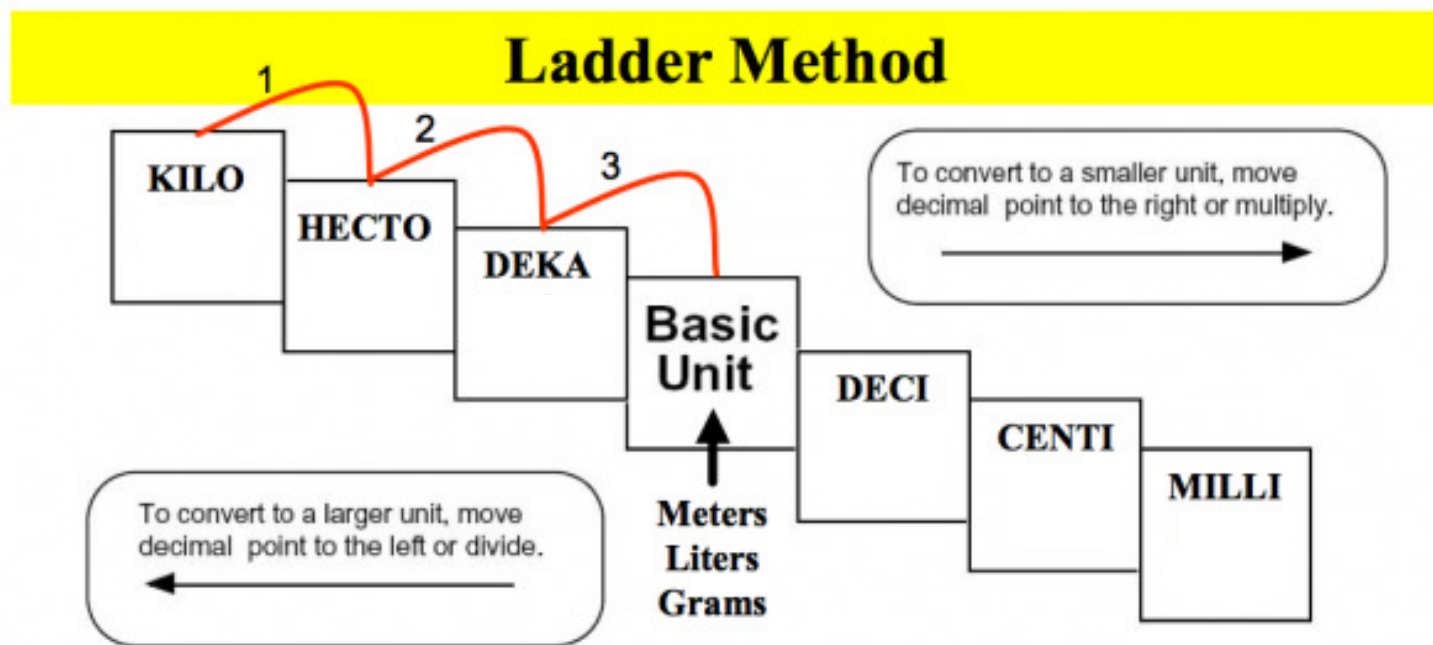 Ladder Method
1
2
3
KILO
HECTO
DEKA
Basic
Unit
DECI
CENTI
MILLI
To convert to a smaller unit, move
decimal point to the right or multiply.
To convert to a larger unit, move
decimal point to the left or divide.
Meters
Liters
Grams